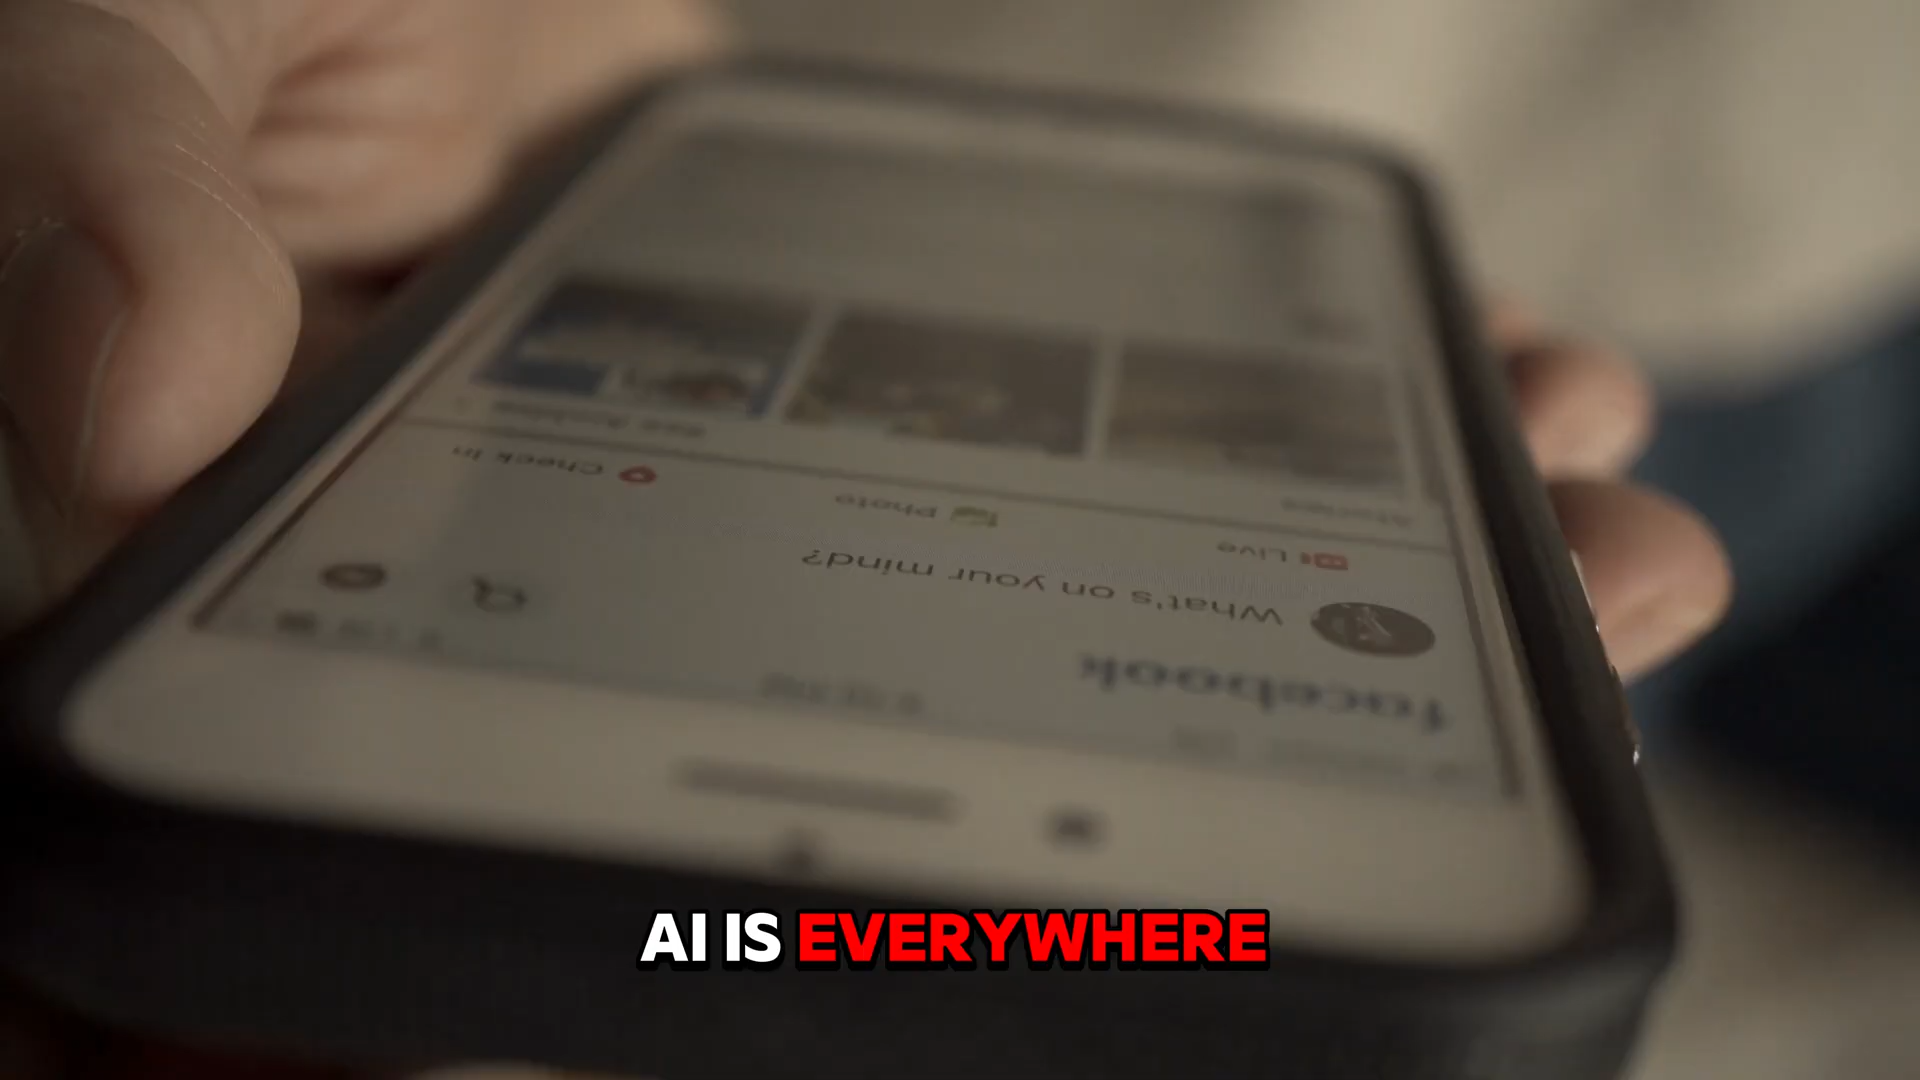 facebook
What's on your mind?
Live
Photo
Check In
AI IS EVERYWHERE